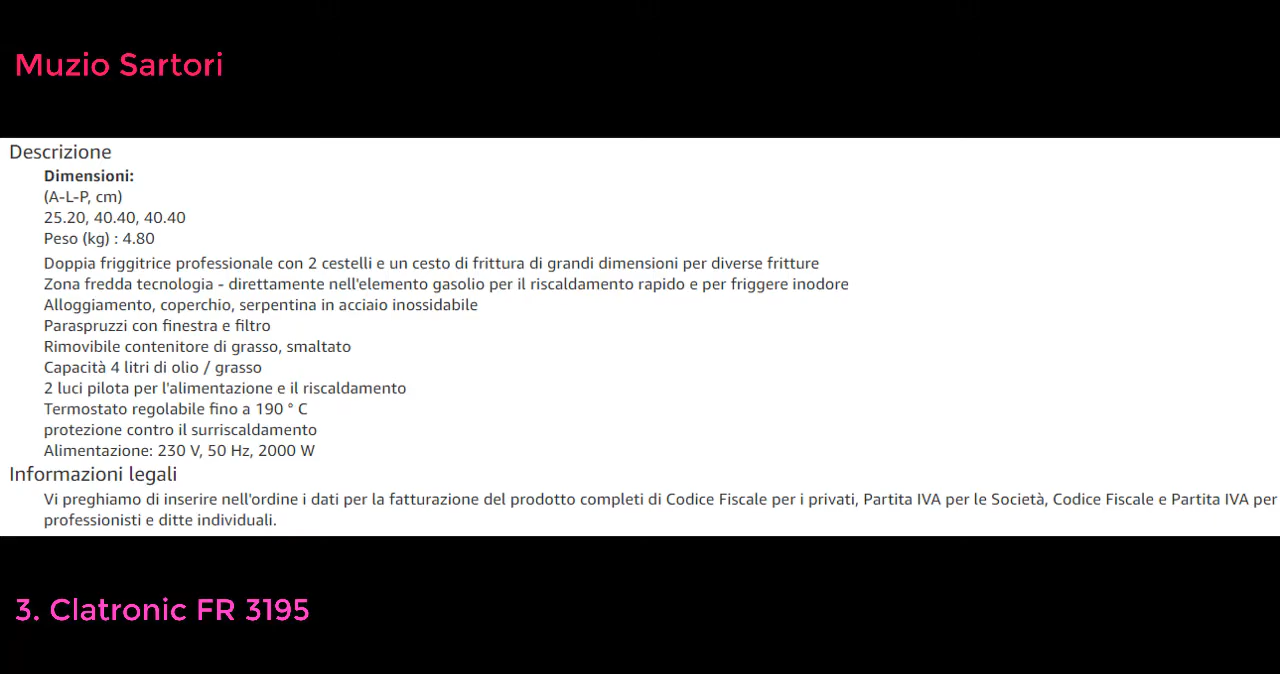 Muzio Sartori
Descrizione
Dimensioni:
(A-L-P, cm)
25.20, 40.40, 40.40
Peso (kg) : 4.80
Doppia friggitrice professionale con 2 cestelli e un cesto di frittura di grandi dimensioni per diverse fritture
Zona fredda tecnologia - direttamente nell'elemento gasolio per il riscaldamento rapido e per friggere inodore
Alloggiamento, coperchio, serpentina in acciaio inossidabile
Paraspruzzi con finestra e filtro
Rimovibile contenitore di grasso, smaltato
Capacità 4 litri di olio / grasso
2 luci pilota per l'alimentazione e il riscaldamento
Termostato regolabile fino a 190 ° C
protezione contro il surriscaldamento
Alimentazione: 230 V, 50 Hz, 2000 W
Informazioni legali
Vi preghiamo di inserire nell'ordine i dati per la fatturazione del prodotto completi di Codice Fiscale per i privati, Partita IVA per le Società, Codice Fiscale e Partita IVA per
professionisti e ditte individuali.
3. Clatronic FR 3195